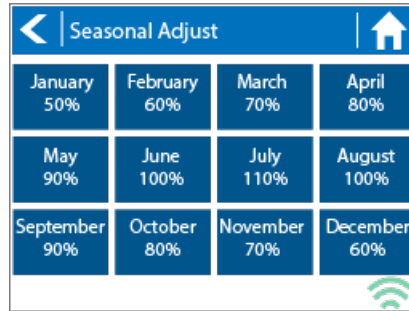 Seasonal Adjust
January February March April
50% 60% 70% 80%
May June July August
90% 100% 110% 100%
September October November December
90% 80% 70% 60%